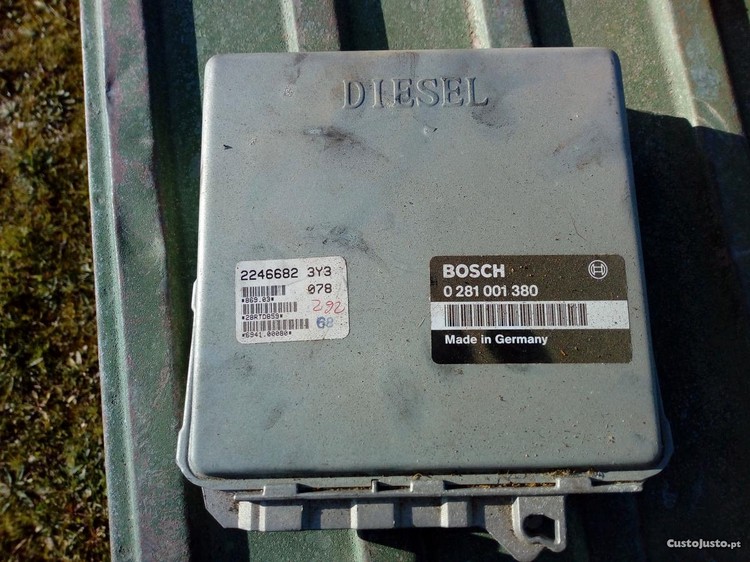 DIESEL
2246682 3Y3
078
*869.03*
282
*28RTD859*
68
*6941.00080*
BOSCH
0 281 001 380
Made in Germany
CustoJusto.pt